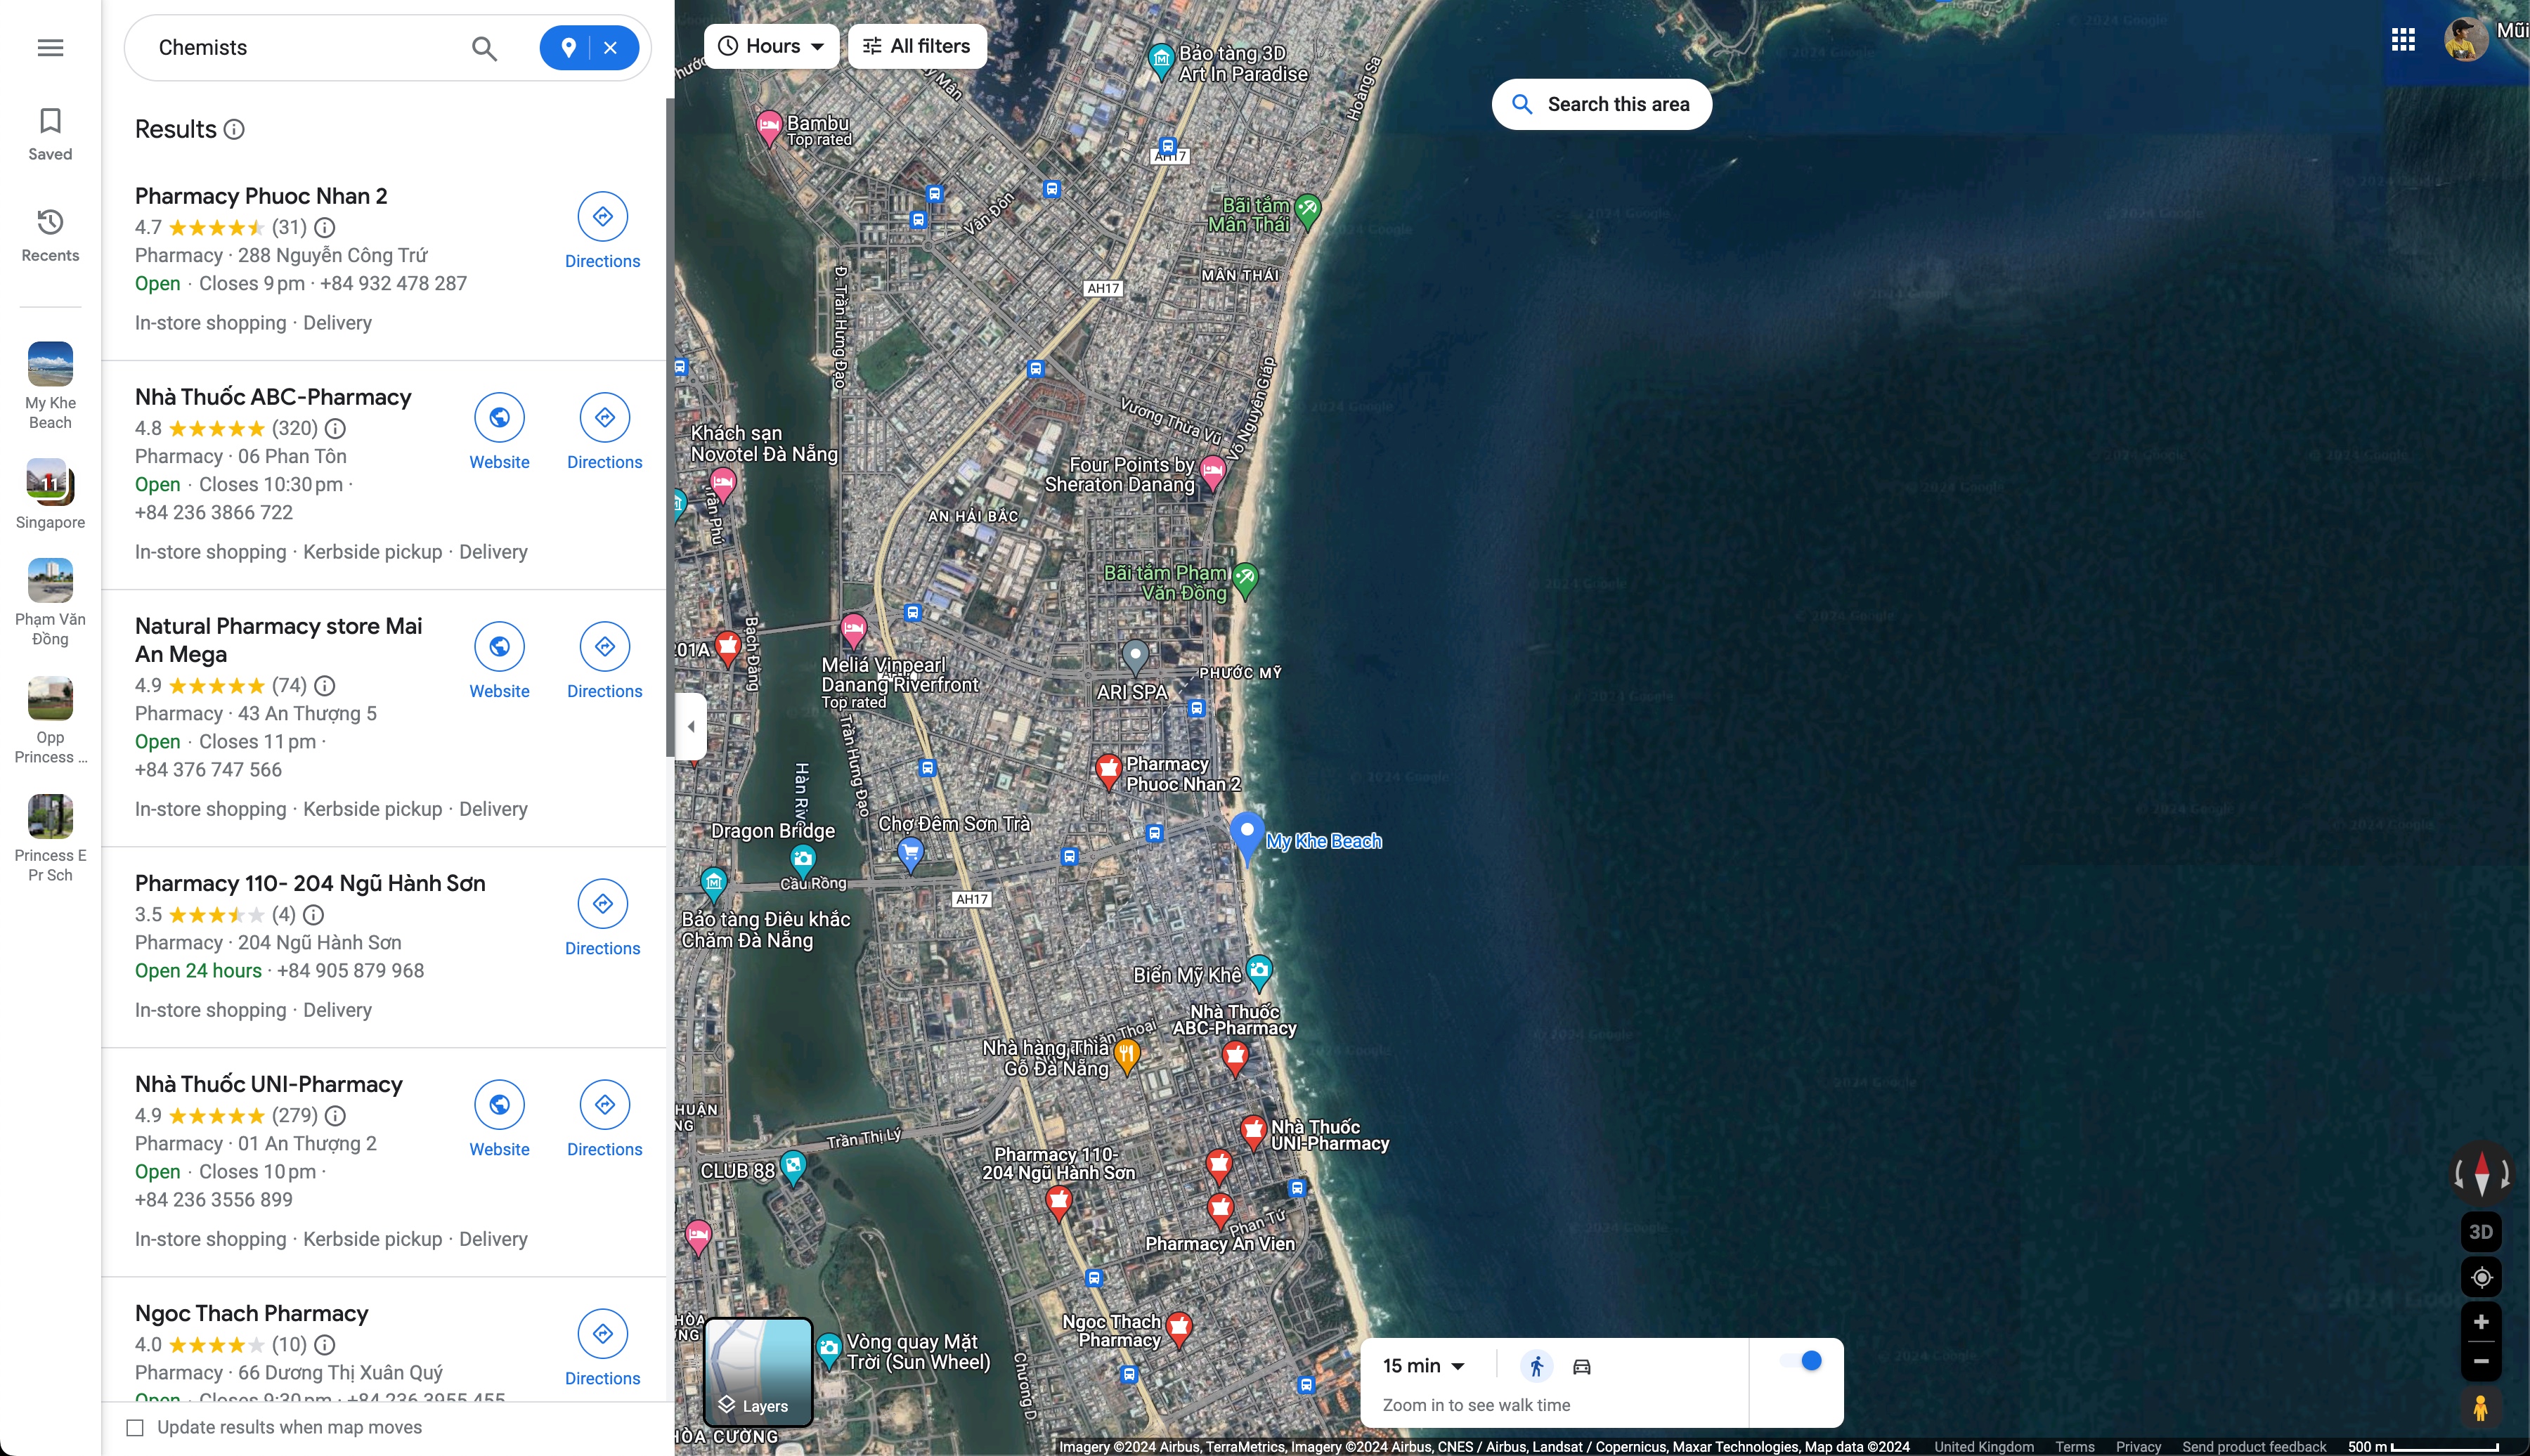 Chemists
Saved
Recents
My Khe
Beach
11
Singapore
Phạm Văn
Đồng
Opp
Princess ...
Princess E
Pr Sch
Results
Pharmacy Phuoc Nhan 2
4.7 (31)
Pharmacy · 288 Nguyễn Công Trứ
Open · Closes 9 pm · +84 932 478 287
In-store shopping · Delivery
Directions
Nhà Thuốc ABC-Pharmacy
4.8 (320)
Pharmacy · 06 Phan Tôn
Open · Closes 10:30 pm ·
+84 236 3866 722
In-store shopping · Kerbside pickup · Delivery
Website
Directions
Natural Pharmacy store Mai
An Mega
4.9 (74)
Pharmacy · 43 An Thượng 5
Open · Closes 11 pm ·
+84 376 747 566
In-store shopping · Kerbside pickup · Delivery
Website
Directions
Pharmacy 110- 204 Ngũ Hành Sơn
3.5 (4)
Pharmacy · 204 Ngũ Hành Sơn
Open 24 hours · +84 905 879 968
In-store shopping · Delivery
Directions
Nhà Thuốc UNI-Pharmacy
4.9 (279)
Pharmacy · 01 An Thượng 2
Open · Closes 10 pm ·
+84 236 3556 899
In-store shopping · Kerbside pickup · Delivery
Website
Directions
Ngoc Thach Pharmacy
4.0 (10)
Pharmacy · 66 Dương Thị Xuân Quý
Open · Closes 9:30 pm · +84 236 3955 455
Directions
Update results when map moves
Hours
All filters
Search this area
Bảo tàng 3D
Art In Paradise
Hoàng Sa
Bambu
Top rated
AH17
Vân Đồn
Bãi tắm
Mân Thái
MÂN THÁI
AH17
Đ. Trần Hưng Đạo
Vương Thừa Vũ
Võ Nguyên Giáp
Khách sạn
Novotel Đà Nẵng
Trần Phú
Four Points by
Sheraton Danang
AN HẢI BẮC
Bãi tắm Phạm
Văn Đồng
01A
Bạch Đằng
Meliá Vinpearl
Danang Riverfront
Top rated
ARI SPA
PHƯỚC MỸ
Trần Hưng Đạo
Pharmacy
Phuoc Nhan 2
Hàn River
Dragon Bridge
Chợ Đêm Sơn Trà
My Khe Beach
Cầu Rồng
AH17
Bảo tàng Điêu khắc
Chăm Đà Nẵng
Biển Mỹ Khê
Nhà Thuốc
ABC-Pharmacy
Thoại
Nhà hàng Thìa
Gỗ Đà Nẵng
Trần Thị Lý
Nhà Thuốc
UNI-Pharmacy
CLUB 88
Pharmacy 110-
204 Ngũ Hành Sơn
Phan Tứ
Pharmacy An Vien
Ngoc Thach
Pharmacy
Vòng quay Mặt
Trời (Sun Wheel)
Chương D
Layers
HÒA CƯỜNG
15 min
Zoom in to see walk time
3D
Imagery ©2024 Airbus, TerraMetrics, Imagery ©2024 Airbus, CNES / Airbus, Landsat / Copernicus, Maxar Technologies, Map data ©2024
United Kingdom
Terms
Privacy
Send product feedback
500 m